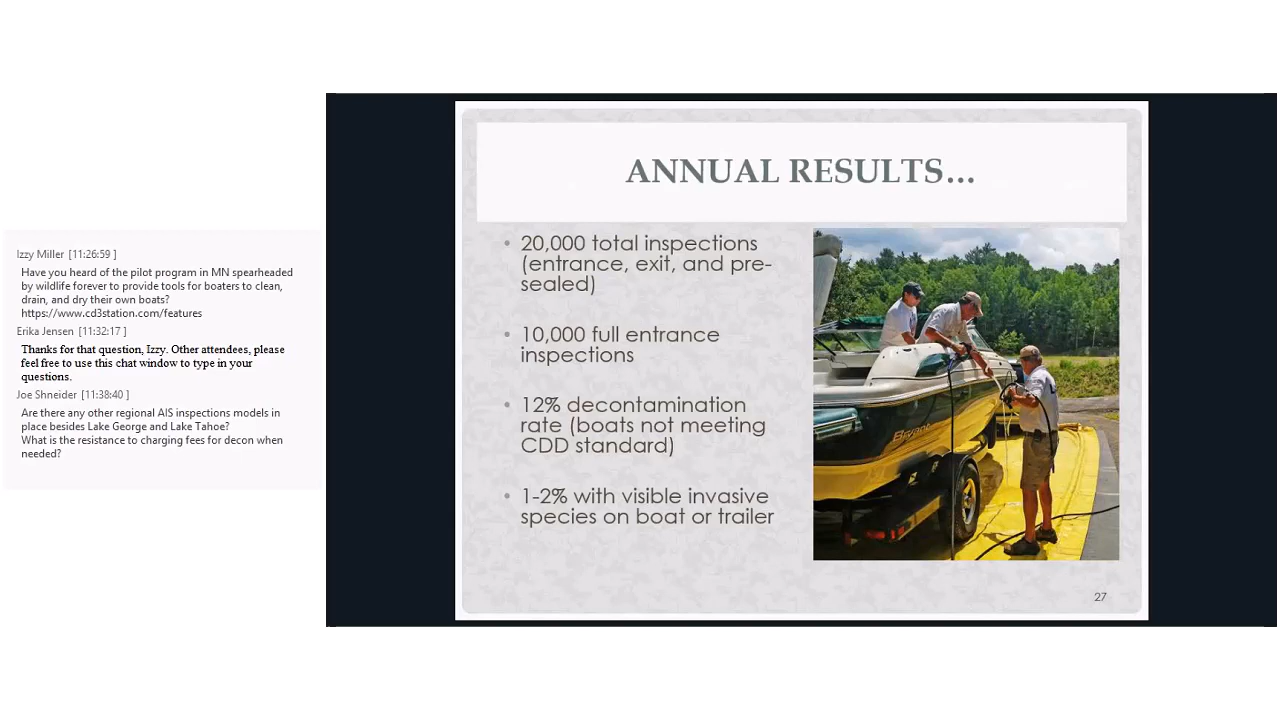 Izzy Miller [11:26:59 ]
Have you heard of the pilot program in MN spearheaded
by wildlife forever to provide tools for boaters to clean,
drain, and dry their own boats?
https://www.cd3station.com/features
Erika Jensen [11:32:17 ]
Thanks for that question, Izzy. Other attendees, please
feel free to use this chat window to type in your
questions.
Joe Shneider [11:38:40 ]
Are there any other regional AIS inspections models in
place besides Lake George and Lake Tahoe?
What is the resistance to charging fees for decon when
needed?
ANNUAL RESULTS...
• 20,000 total inspections
(entrance, exit, and pre-
sealed)
• 10,000 full entrance
inspections
• 12% decontamination
rate (boats not meeting
CDD standard)
• 1-2% with visible invasive
species on boat or trailer
Bryant
27